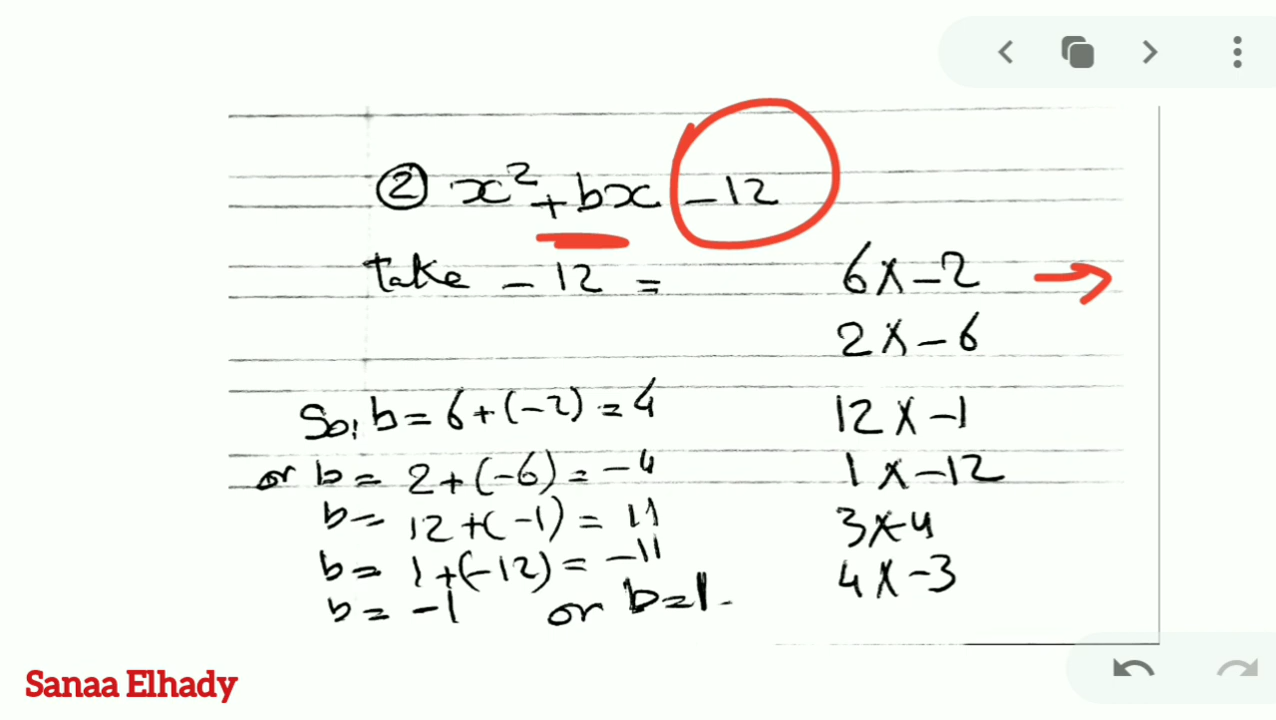 ② x² + bx - 12
take - 12 = 6 x - 2
2 x - 6
So, b = 6 + (-2) = 4
12 x -1
or b = 2 + (-6) = -4
1 x -12
b = 12 + (-1) = 11
3 x -4
b = 1 + (-12) = -11
4 x -3
b = -1 or b = 1.
Sanaa Elhady